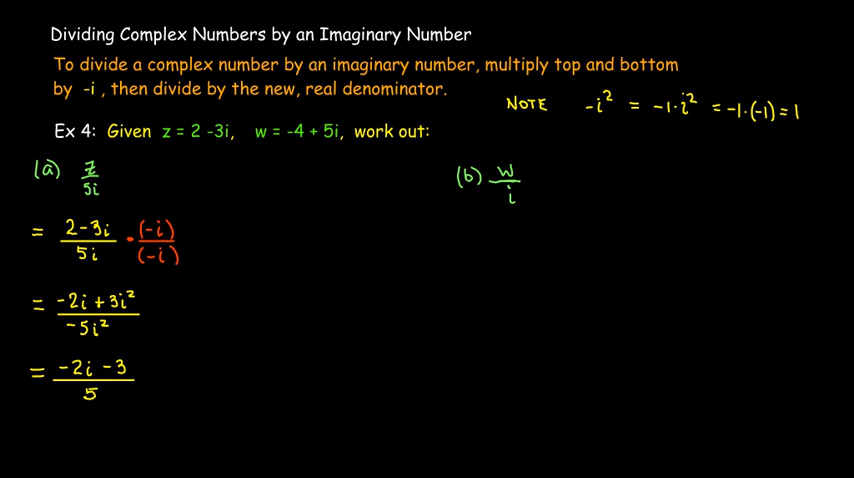 Dividing Complex Numbers by an Imaginary Number
To divide a complex number by an imaginary number, multiply top and bottom
by -i , then divide by the new, real denominator.
NOTE -i² = -1·i² = -1·(-1) = 1
Ex 4: Given z = 2 -3i, w = -4 + 5i, work out:
(a) z/5i
(b) w/i
= (2-3i)/5i · (-i)/(-i)
= (-2i + 3i²)/(-5i²)
= (-2i - 3)/5